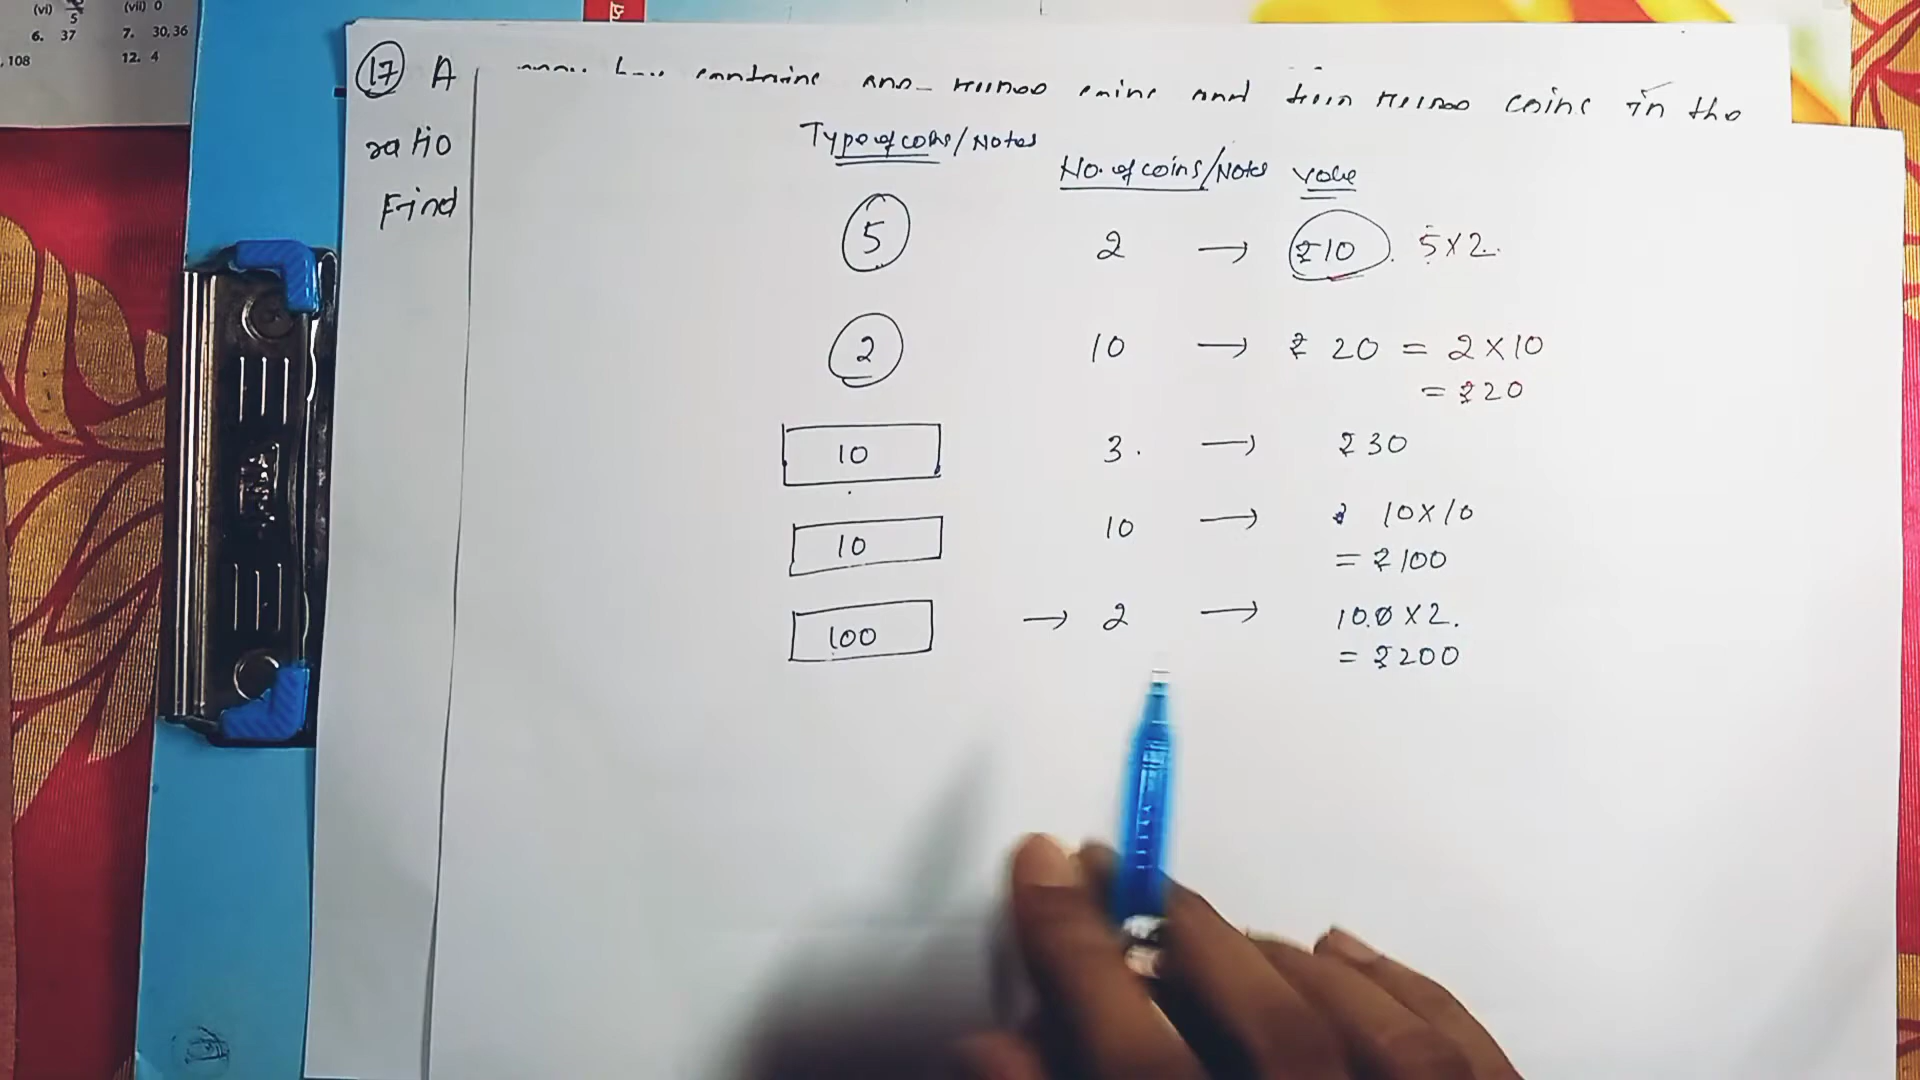 (vi) 5 (vii) 0
6. 37 7. 30, 36
, 108 12. 4
17 A coins in the
ratio
Find
Type of coins/Notes No. of coins/Notes value
5 2 → ₹10. 5×2.
2 10 → ₹ 20 = 2×10
= ₹20
10 3. → ₹30
10 10 → ₹ 10×10
= ₹100
100 → 2 → 100×2.
= ₹200